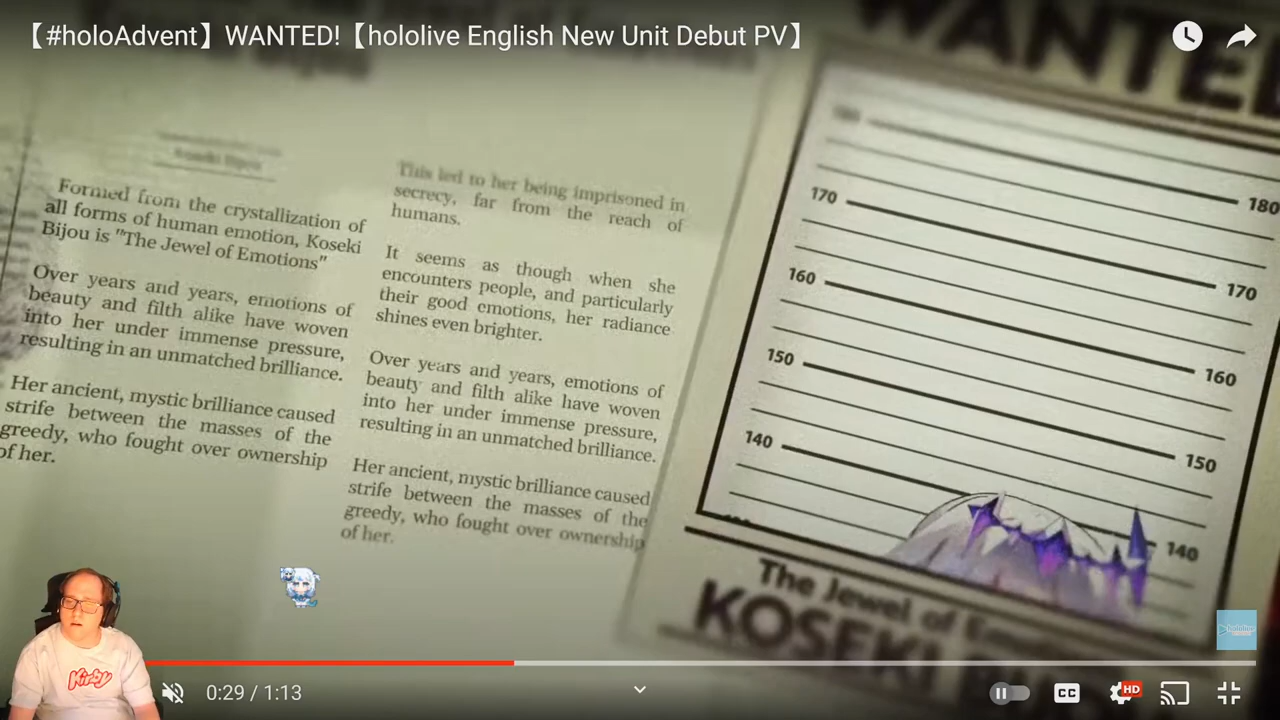 【#holoAdvent】WANTED!【hololive English New Unit Debut PV】
WANTED
Koseki Bijou
Formed from the crystallization of
all forms of human emotion, Koseki
Bijou is "The Jewel of Emotions"
Over years and years, emotions of
beauty and filth alike have woven
into her under immense pressure,
resulting in an unmatched brilliance.
Her ancient, mystic brilliance caused
strife between the masses of the
greedy, who fought over ownership
of her.
This led to her being imprisoned in
secrecy, far from the reach of
humans.
It seems as though when she
encounters people, and particularly
their good emotions, her radiance
shines even brighter.
Over years and years, emotions of
beauty and filth alike have woven
into her under immense pressure,
resulting in an unmatched brilliance.
Her ancient, mystic brilliance caused
strife between the masses of the
greedy, who fought over ownership
of her.
180
180
170
170
160
160
150
150
140
140
The Jewel of
KOSEKI
Kirby
hololive
0:29 / 1:13
CC
HD